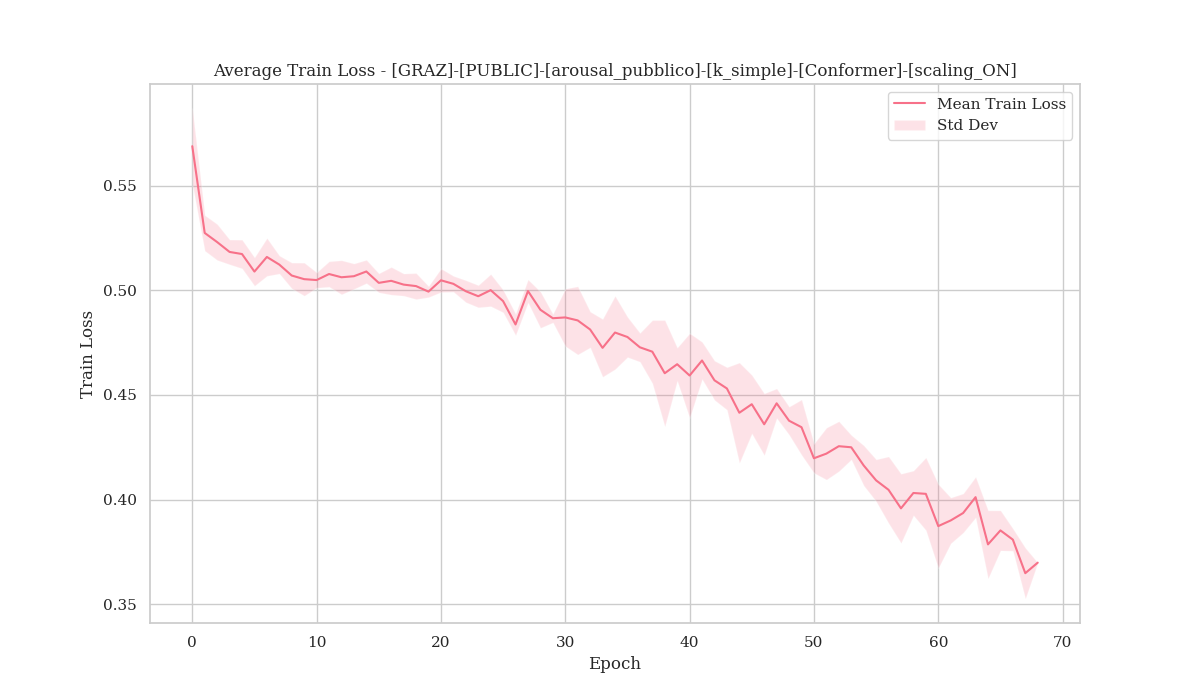 Average Train Loss - [GRAZ]-[PUBLIC]-[arousal_pubblico]-[k_simple]-[Conformer]-[scaling_ON]
Mean Train Loss
Std Dev
0.55
0.50
0.45
0.40
0.35
Train Loss
0 10 20 30 40 50 60 70
Epoch